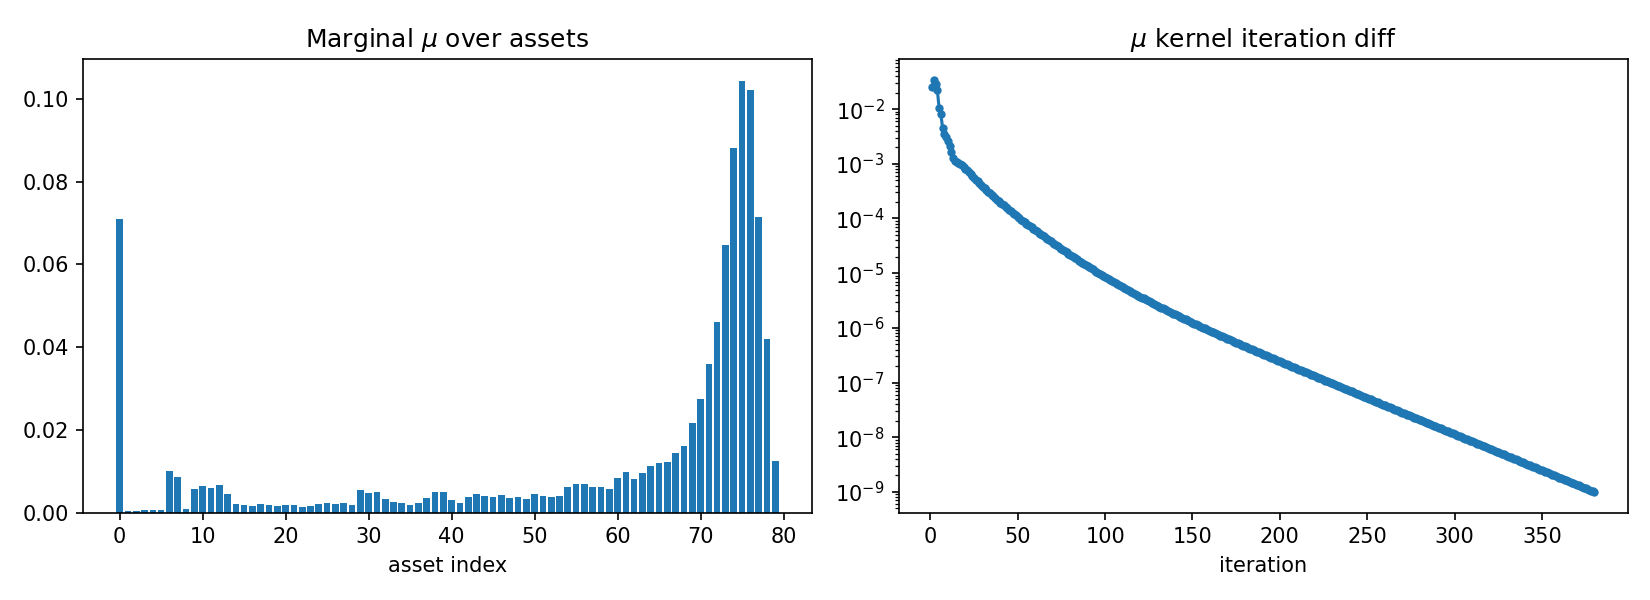 Marginal μ over assets
0.10
0.08
0.06
0.04
0.02
0.00
0 10 20 30 40 50 60 70 80
asset index
μ kernel iteration diff
10⁻²
10⁻³
10⁻⁴
10⁻⁵
10⁻⁶
10⁻⁷
10⁻⁸
10⁻⁹
0 50 100 150 200 250 300 350
iteration